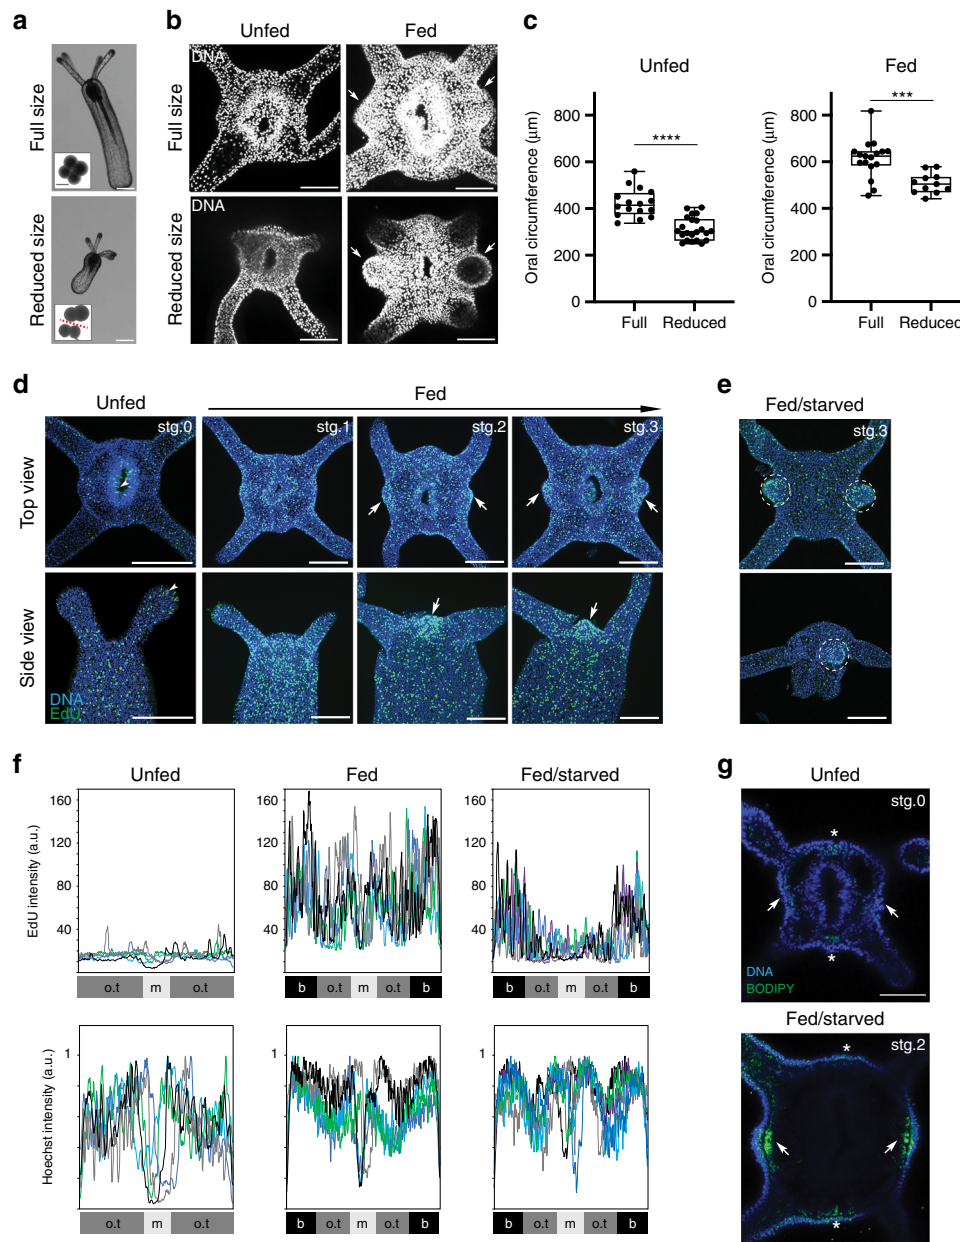 a
Full size
Reduced size
b
Unfed
Fed
Full size
Reduced size
DNA
DNA
c
Unfed
Fed
Oral circumference (µm)
800
600
400
200
0
****
Full
Reduced
Oral circumference (µm)
800
600
400
200
0
***
Full
Reduced
d
Unfed
Fed
Top view
Side view
stg.0
stg.1
stg.2
stg.3
DNA
EdU
e
Fed/starved
stg.3
f
Unfed
Fed
Fed/starved
EdU intensity (a.u.)
160
120
80
40
o.t m o.t
160
120
80
40
b o.t m o.t b
160
120
80
40
b o.t m o.t b
Hoechst intensity (a.u.)
1
o.t m o.t
1
b o.t m o.t b
1
b o.t m o.t b
g
Unfed
stg.0
*
*
DNA
BODIPY
Fed/starved
stg.2
*
*